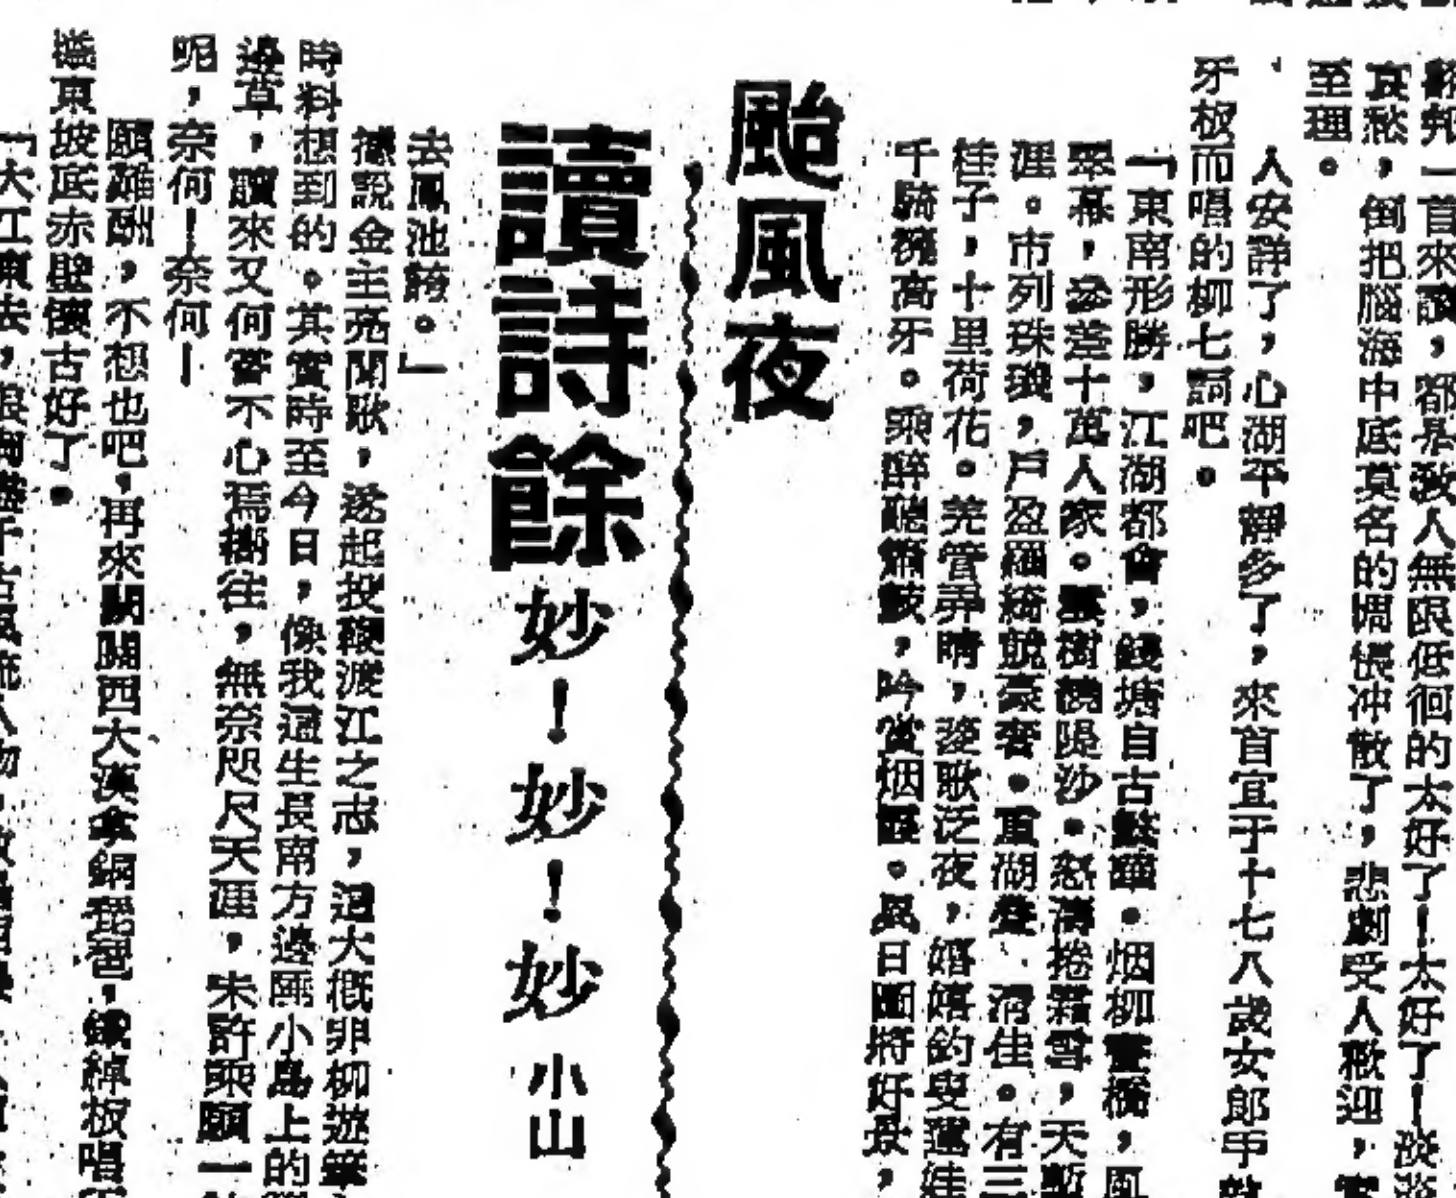 一首來讀，都是教人無限低徊的太好了！太好了！淡
哀愁，倒把腦海中底莫名的惆悵冲散了，悲劇受人歡迎，
至理。
人安詳了，心湖平靜多了，來首宜于十七八歲女郎手
牙板而唱的柳七詞吧。
「東南形勝，江湖都會，錢塘自古繁華。烟柳畫橋，風
翠幕，參差十萬人家。雲樹繞隄沙。怒濤捲霜雪，天塹
涯。市列珠璣，戶盈羅綺競豪奢。重湖疊 清佳。有三
桂子，十里荷花。羌管弄晴，菱歌泛夜，嬉嬉釣叟蓮娃
千騎擁高牙。乘醉聽簫鼓，吟賞烟霞。異日圖將好景，
去鳳池誇。」
颱風夜
讀詩餘
妙！妙！妙
小山
據說金主亮聞歌，遂起投鞭渡江之志，這大概非柳遊筆
時料想到的。其實時至今日，像我這生長南方邊陲小島上的
邊草，讀來又何嘗不心焉嚮往，無奈咫尺天涯，未許乘願一
呢，奈何！奈何！
願難酬，不想也吧，再來關西大漢拿銅琵琶，鐵綽板唱
東坡底赤壁懷古好了。
「大江東去，浪淘盡千古風流人物，